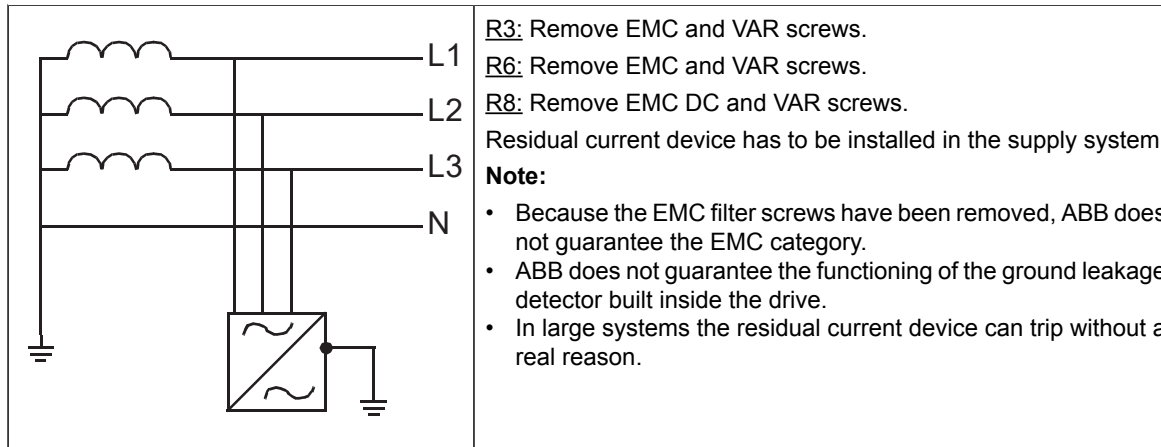 L1
L2
L3
N
R3: Remove EMC and VAR screws.
R6: Remove EMC and VAR screws.
R8: Remove EMC DC and VAR screws.
Residual current device has to be installed in the supply system
Note:
• Because the EMC filter screws have been removed, ABB does
not guarantee the EMC category.
• ABB does not guarantee the functioning of the ground leakage
detector built inside the drive.
• In large systems the residual current device can trip without a
real reason.